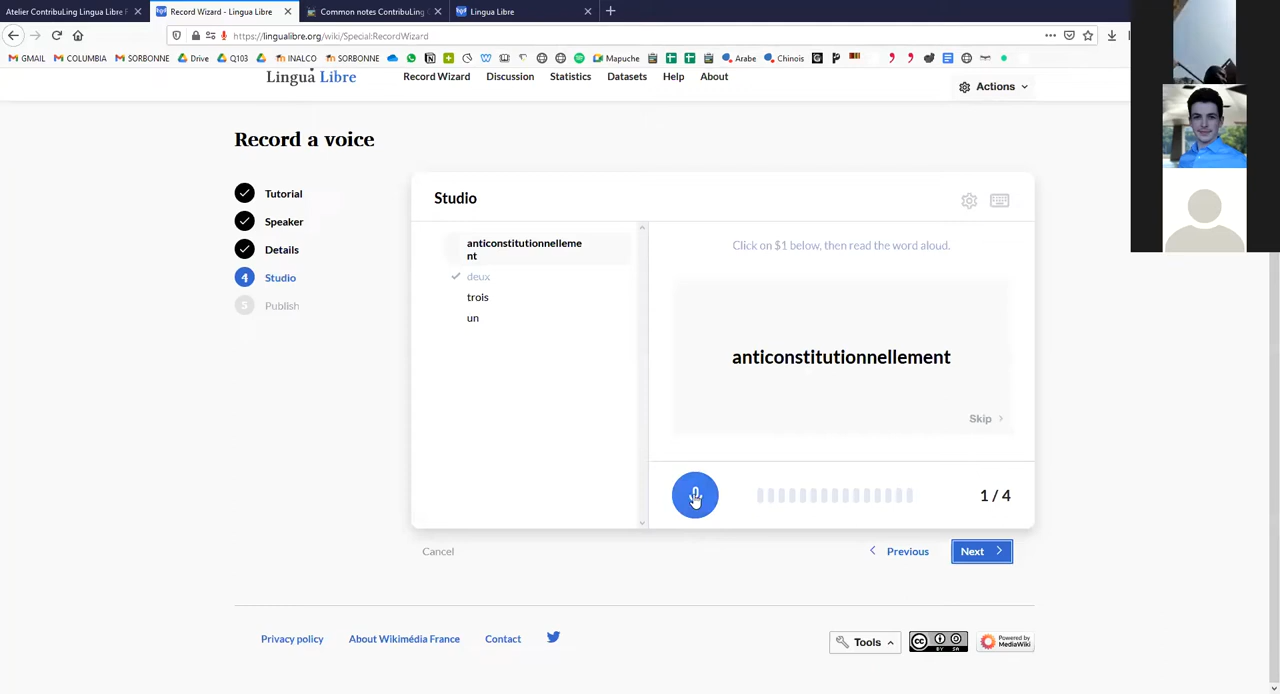 Atelier ContribuLing Lingua Libre
Record Wizard - Lingua Libre
Common notes ContribuLing
Lingua Libre
https://lingualibre.org/wiki/Special:RecordWizard
GMAIL
COLUMBIA
SORBONNE
Drive
Q103
INALCO
SORBONNE
Mapuche
Arabe
Chinois
Lingua Libre
Record Wizard
Discussion
Statistics
Datasets
Help
About
Actions
Record a voice
Tutorial
Speaker
Details
4 Studio
5 Publish
Studio
anticonstitutionnelleme
nt
deux
trois
un
Click on $1 below, then read the word aloud.
anticonstitutionnellement
Skip
1 / 4
Cancel
Previous
Next
Privacy policy
About Wikimédia France
Contact
Tools
cc BY SA
Powered by
MediaWiki